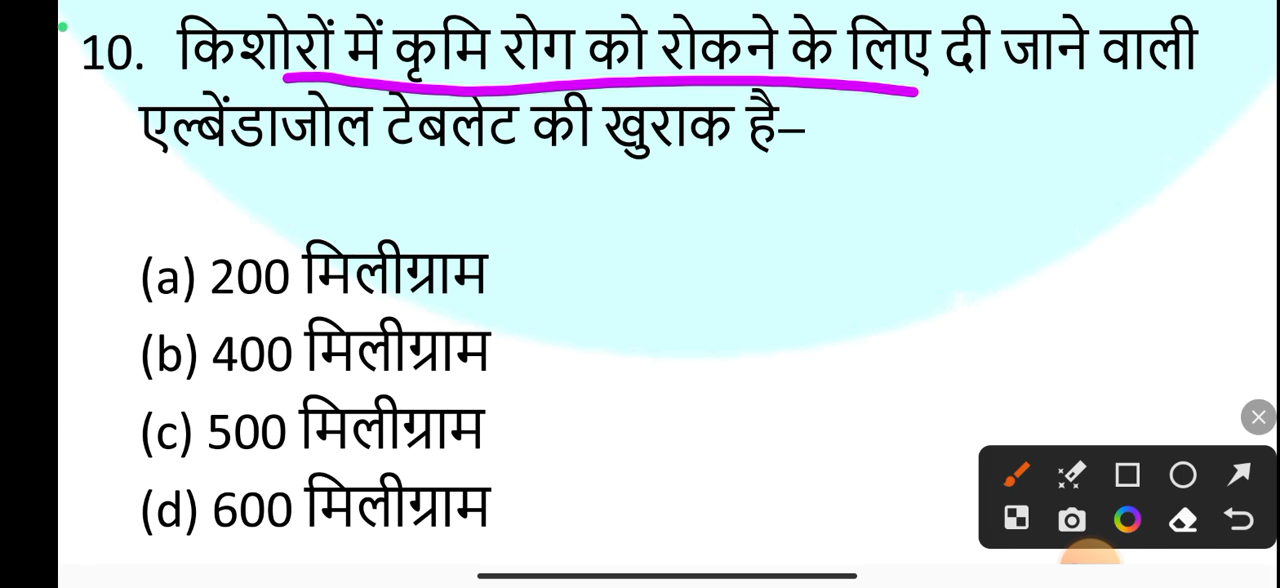 10. किशोरों में कृमि रोग को रोकने के लिए दी जाने वाली
एल्बेंडाजोल टेबलेट की खुराक है–
(a) 200 मिलीग्राम
(b) 400 मिलीग्राम
(c) 500 मिलीग्राम
(d) 600 मिलीग्राम